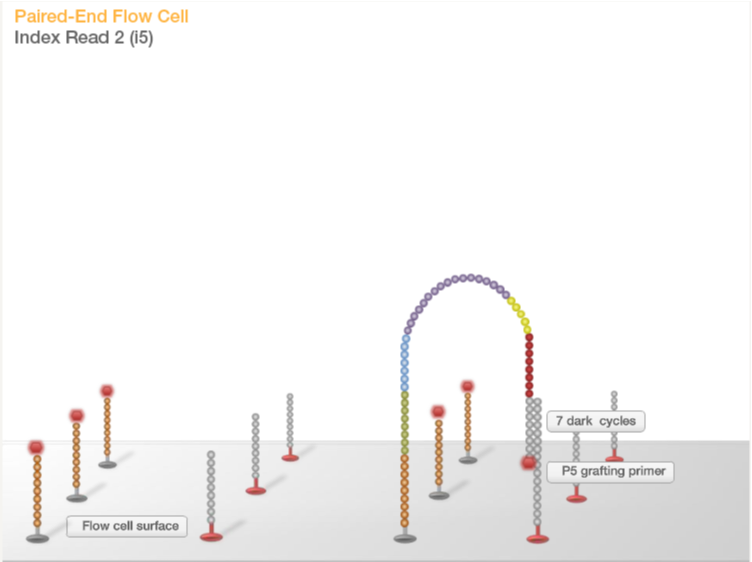 Paired-End Flow Cell
Index Read 2 (i5)
7 dark cycles
P5 grafting primer
Flow cell surface